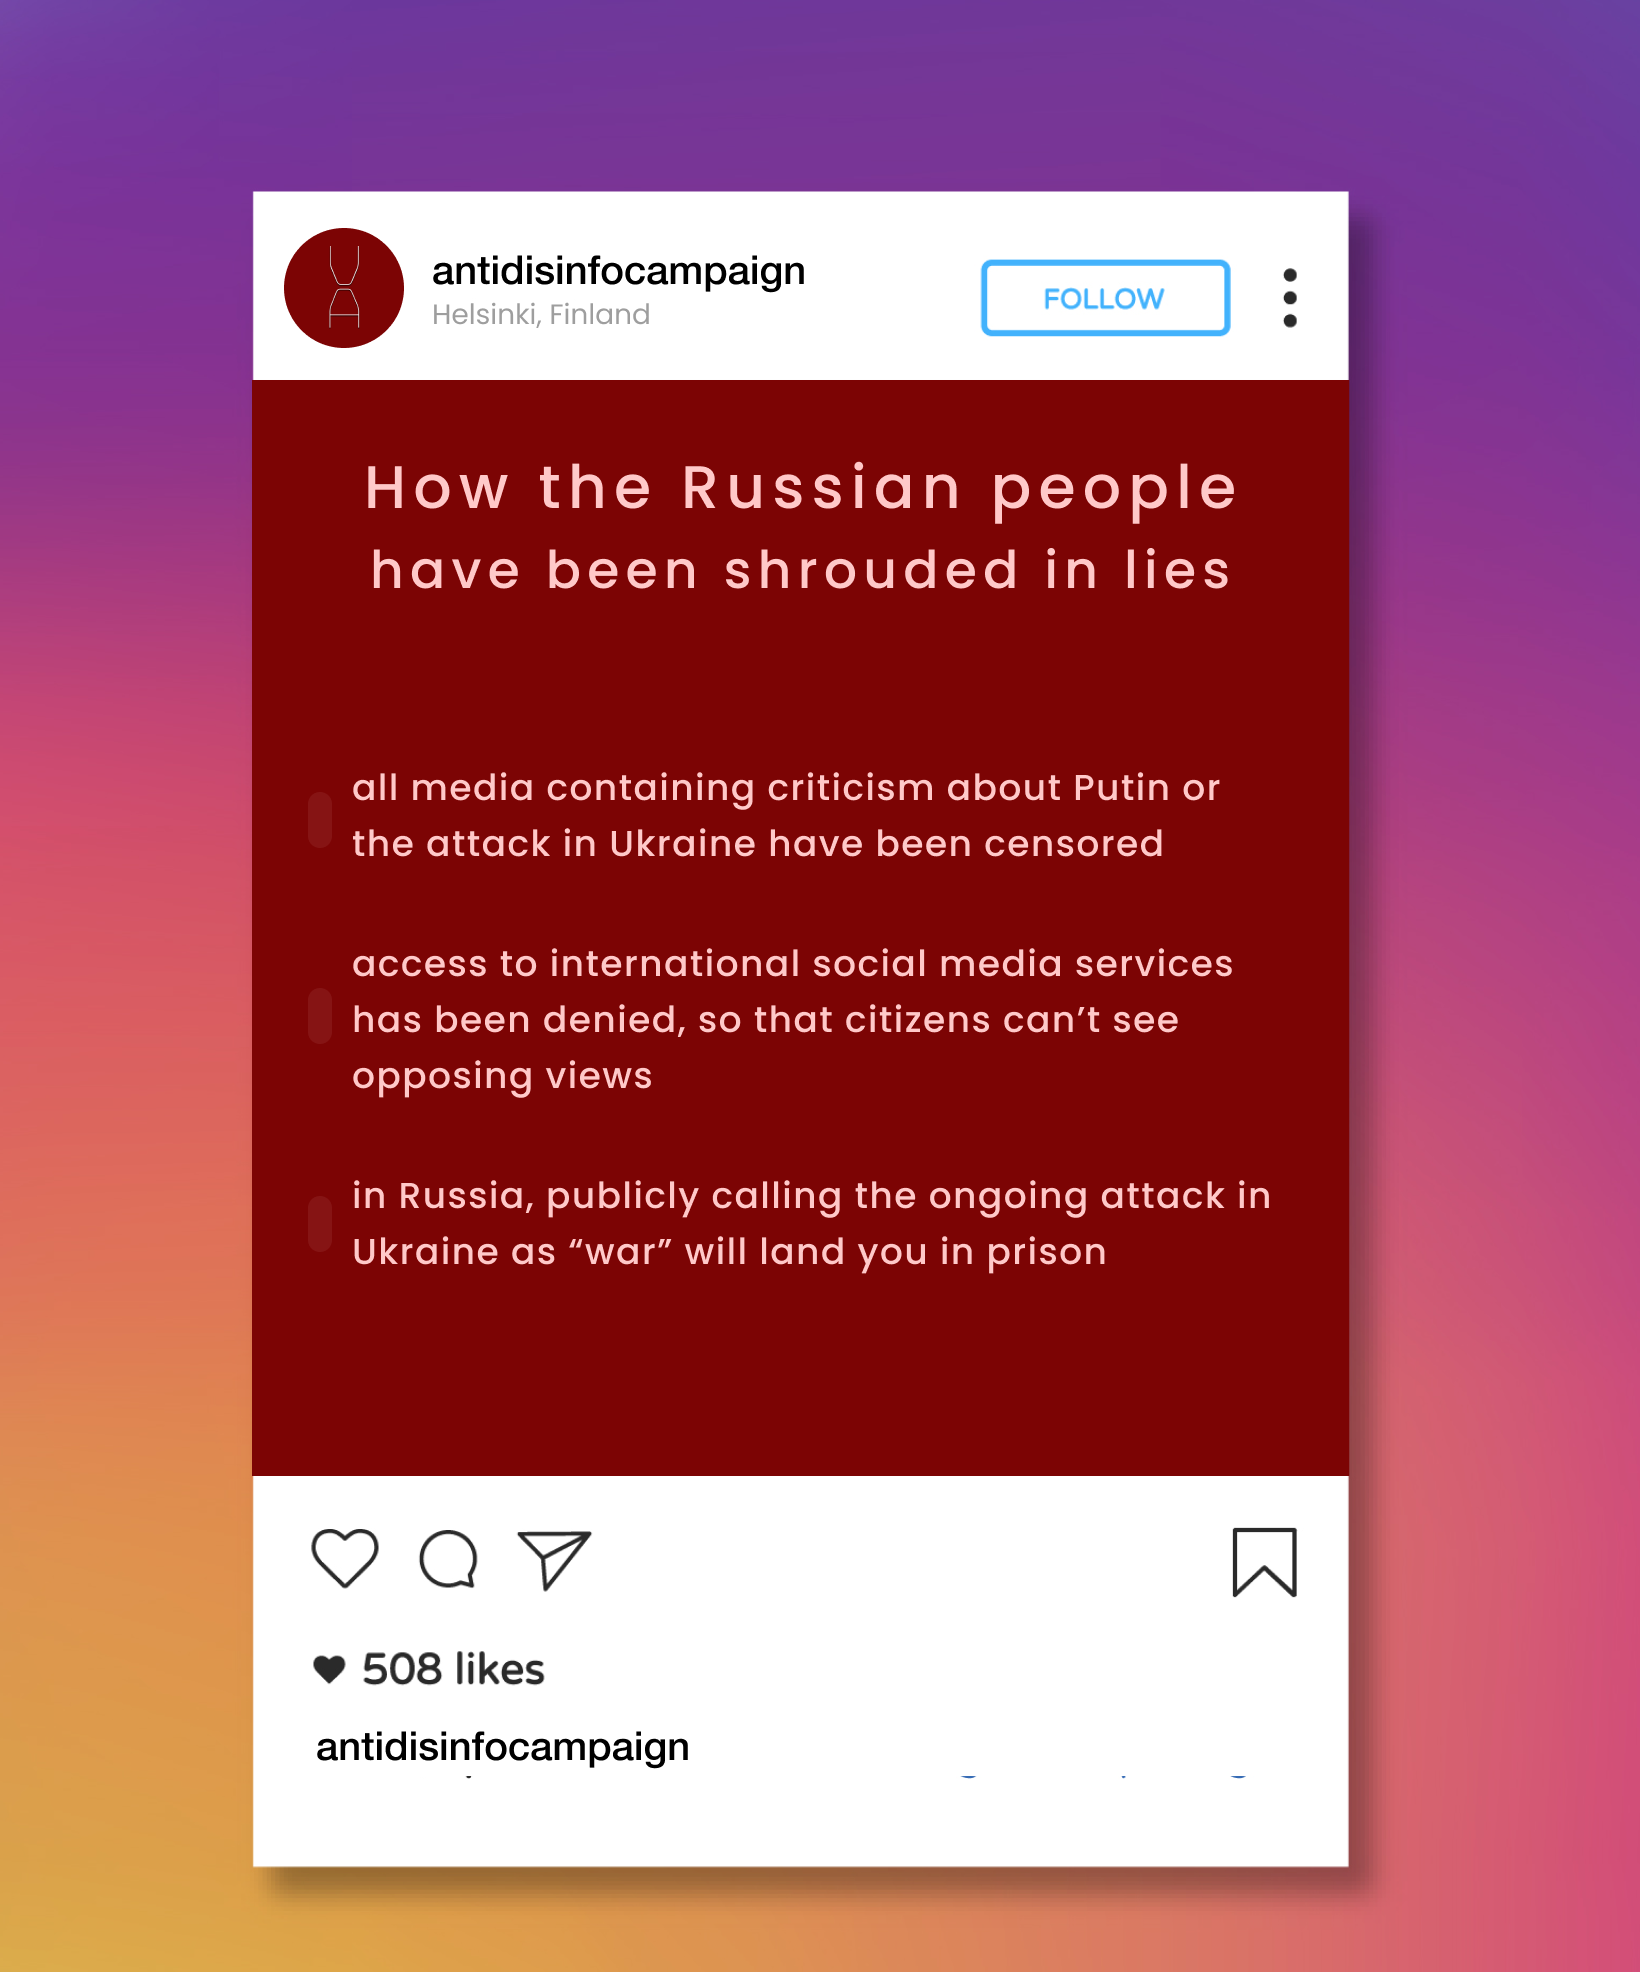 antidisinfocampaign
Helsinki, Finland
FOLLOW
How the Russian people
have been shrouded in lies
all media containing criticism about Putin or
the attack in Ukraine have been censored
access to international social media services
has been denied, so that citizens can’t see
opposing views
in Russia, publicly calling the ongoing attack in
Ukraine as “war” will land you in prison
508 likes
antidisinfocampaign